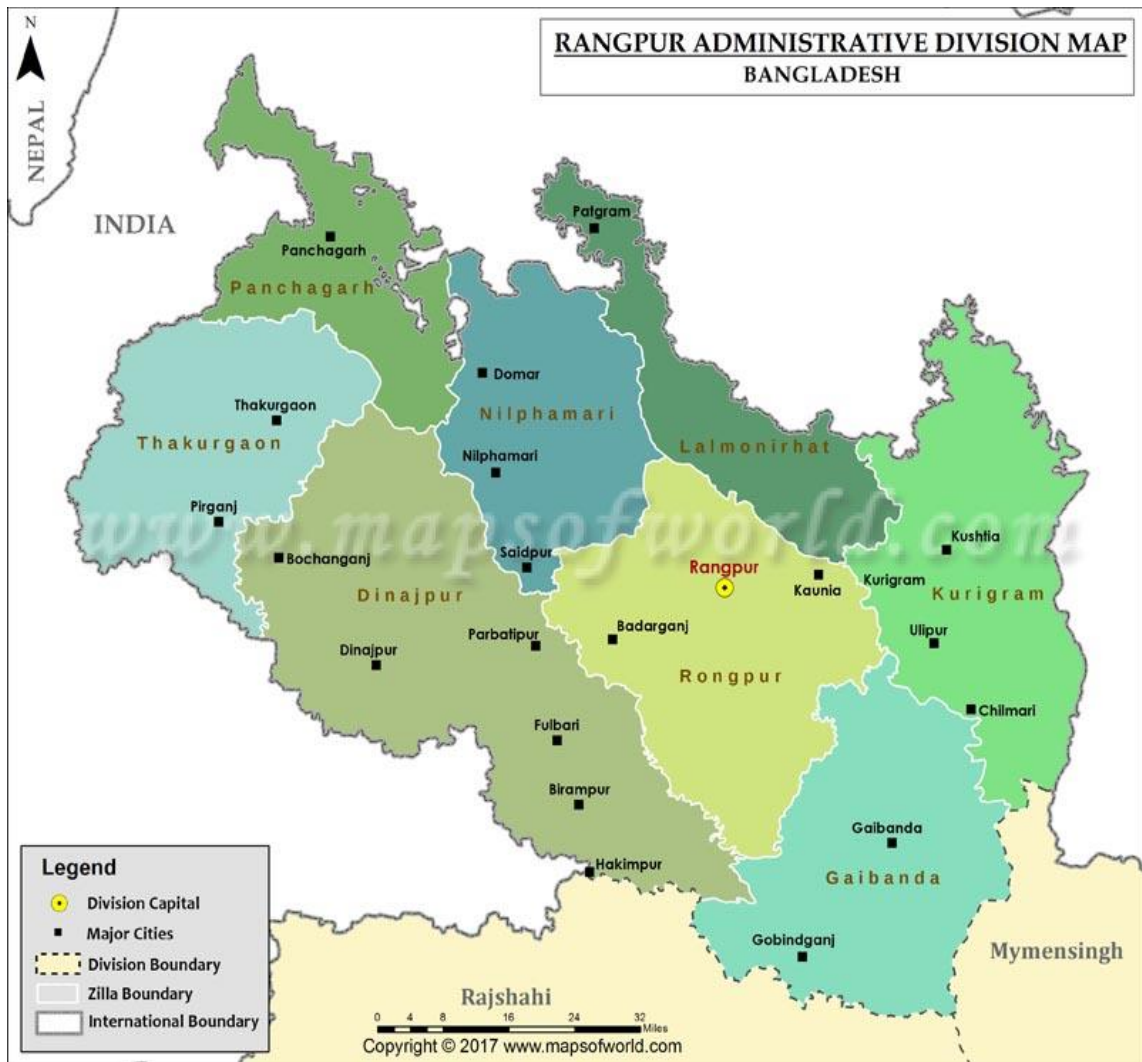 RANGPUR ADMINISTRATIVE DIVISION MAP
BANGLADESH
N
NEPAL
INDIA
Patgram
Panchagarh
Panchagarh
Domar
Nilphamari
Thakurgaon
Thakurgaon
Lalmonirhat
Nilphamari
Pirganj
www.mapsofworld.com
Kushtia
Bochanganj
Saidpur
Rangpur
Kaunia
Kurigram
Kurigram
Dinajpur
Badarganj
Ulipur
Parbatipur
Dinajpur
Rongpur
Chilmari
Fulbari
Birampur
Gaibanda
Hakimpur
Gaibanda
Gobindganj
Mymensingh
Rajshahi
Legend
Division Capital
Major Cities
Division Boundary
Zilla Boundary
International Boundary
0 4 8 16 24 32
Miles
Copyright © 2017 www.mapsofworld.com